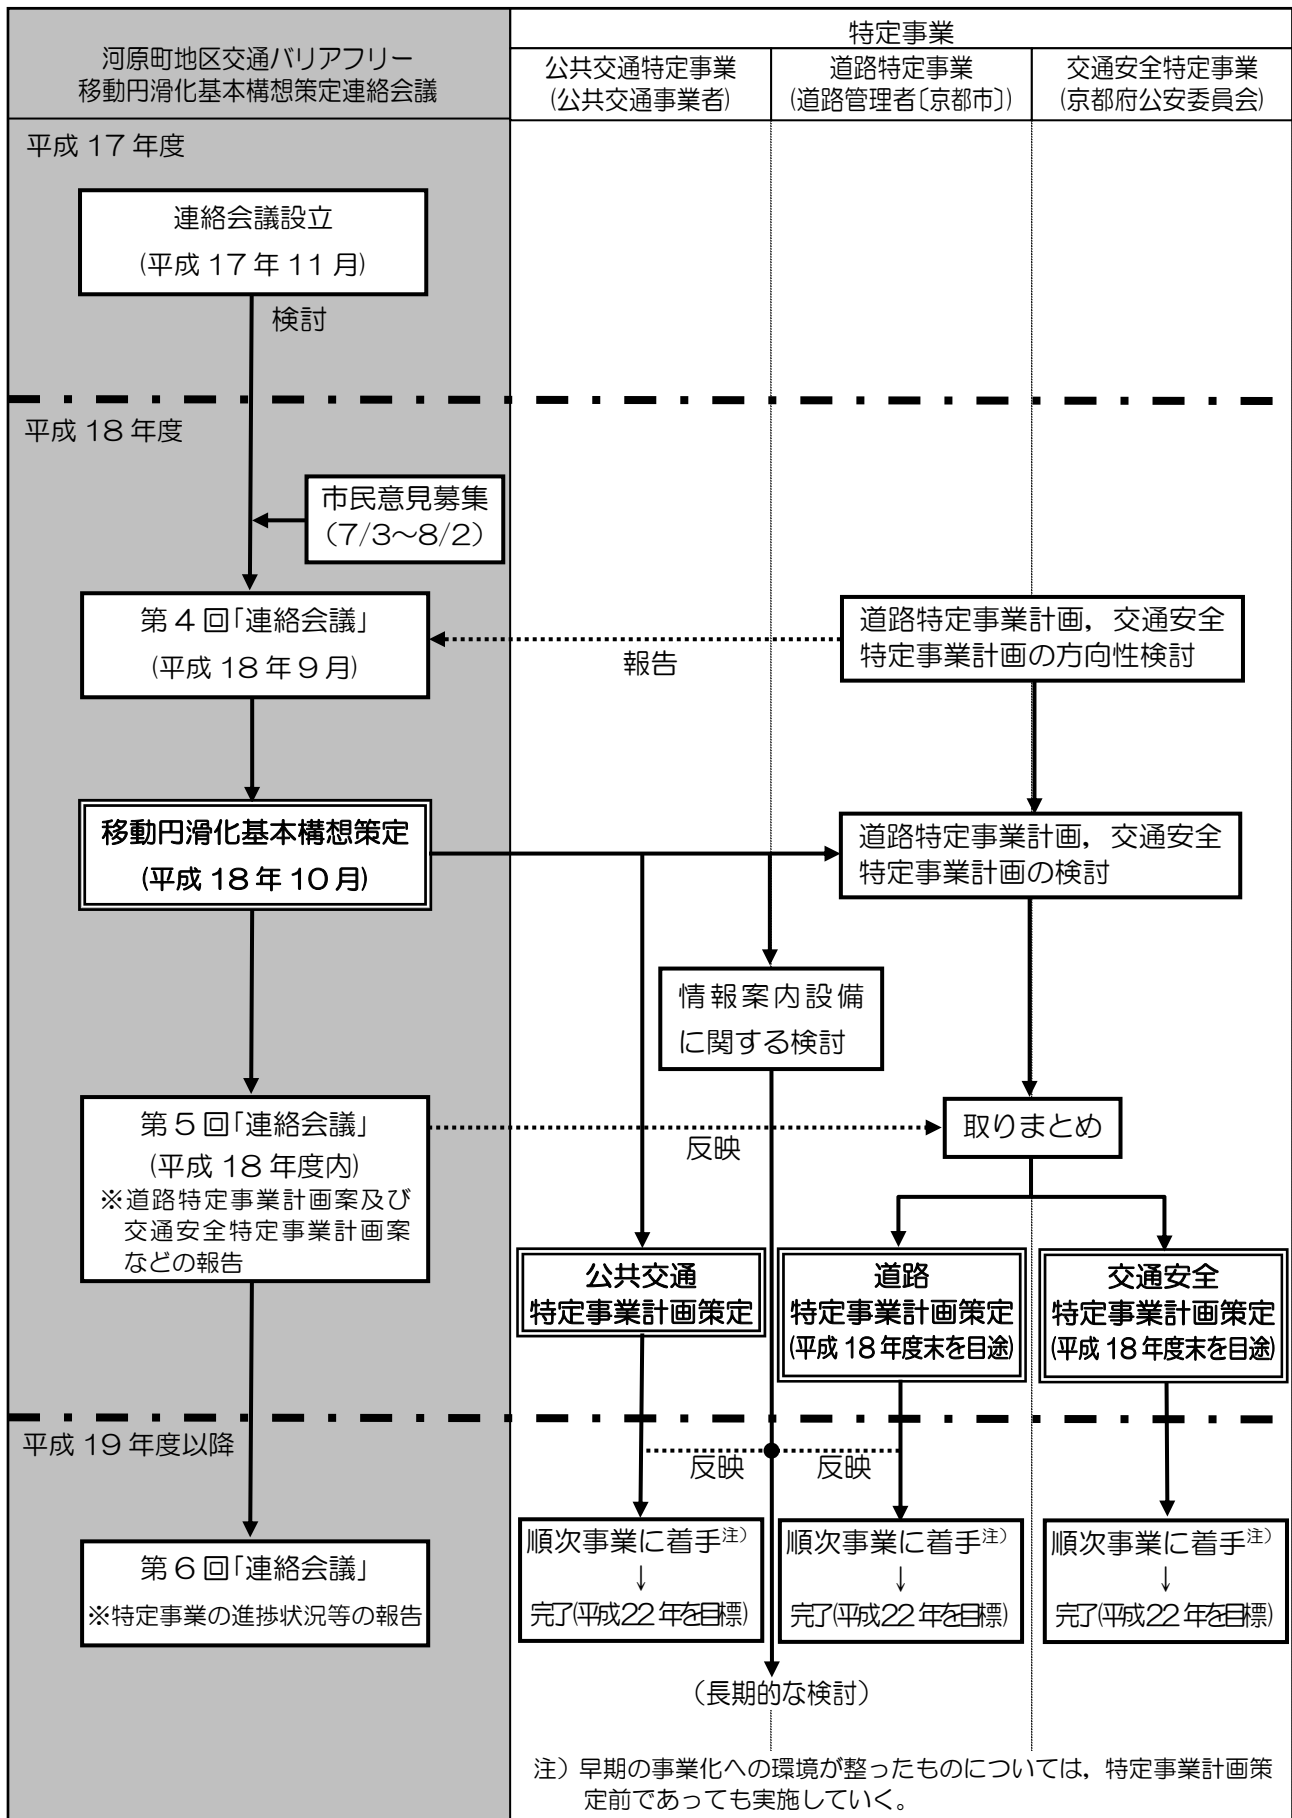 河原町地区交通バリアフリー
移動円滑化基本構想策定連絡会議
特定事業
公共交通特定事業
(公共交通事業者)
道路特定事業
(道路管理者〔京都市〕)
交通安全特定事業
(京都府公安委員会)
平成 17 年度
連絡会議設立
(平成 17 年 11 月)
検討
平成 18 年度
市民意見募集
(7/3～8/2)
第 4 回「連絡会議」
(平成 18 年 9 月)
報告
道路特定事業計画，交通安全
特定事業計画の方向性検討
移動円滑化基本構想策定
(平成 18 年 10 月)
道路特定事業計画，交通安全
特定事業計画の検討
情報案内設備
に関する検討
第 5 回「連絡会議」
(平成 18 年度内)
※道路特定事業計画案及び
交通安全特定事業計画案
などの報告
反映
取りまとめ
公共交通
特定事業計画策定
道路
特定事業計画策定
(平成 18 年度末を目途)
交通安全
特定事業計画策定
(平成 18 年度末を目途)
平成 19 年度以降
反映
反映
第 6 回「連絡会議」
※特定事業の進捗状況等の報告
順次事業に着手注）
↓
完了(平成22 年を目標)
順次事業に着手注）
↓
完了(平成22 年を目標)
順次事業に着手注）
↓
完了(平成22 年を目標)
（長期的な検討）
注）早期の事業化への環境が整ったものについては，特定事業計画策
定前であっても実施していく。